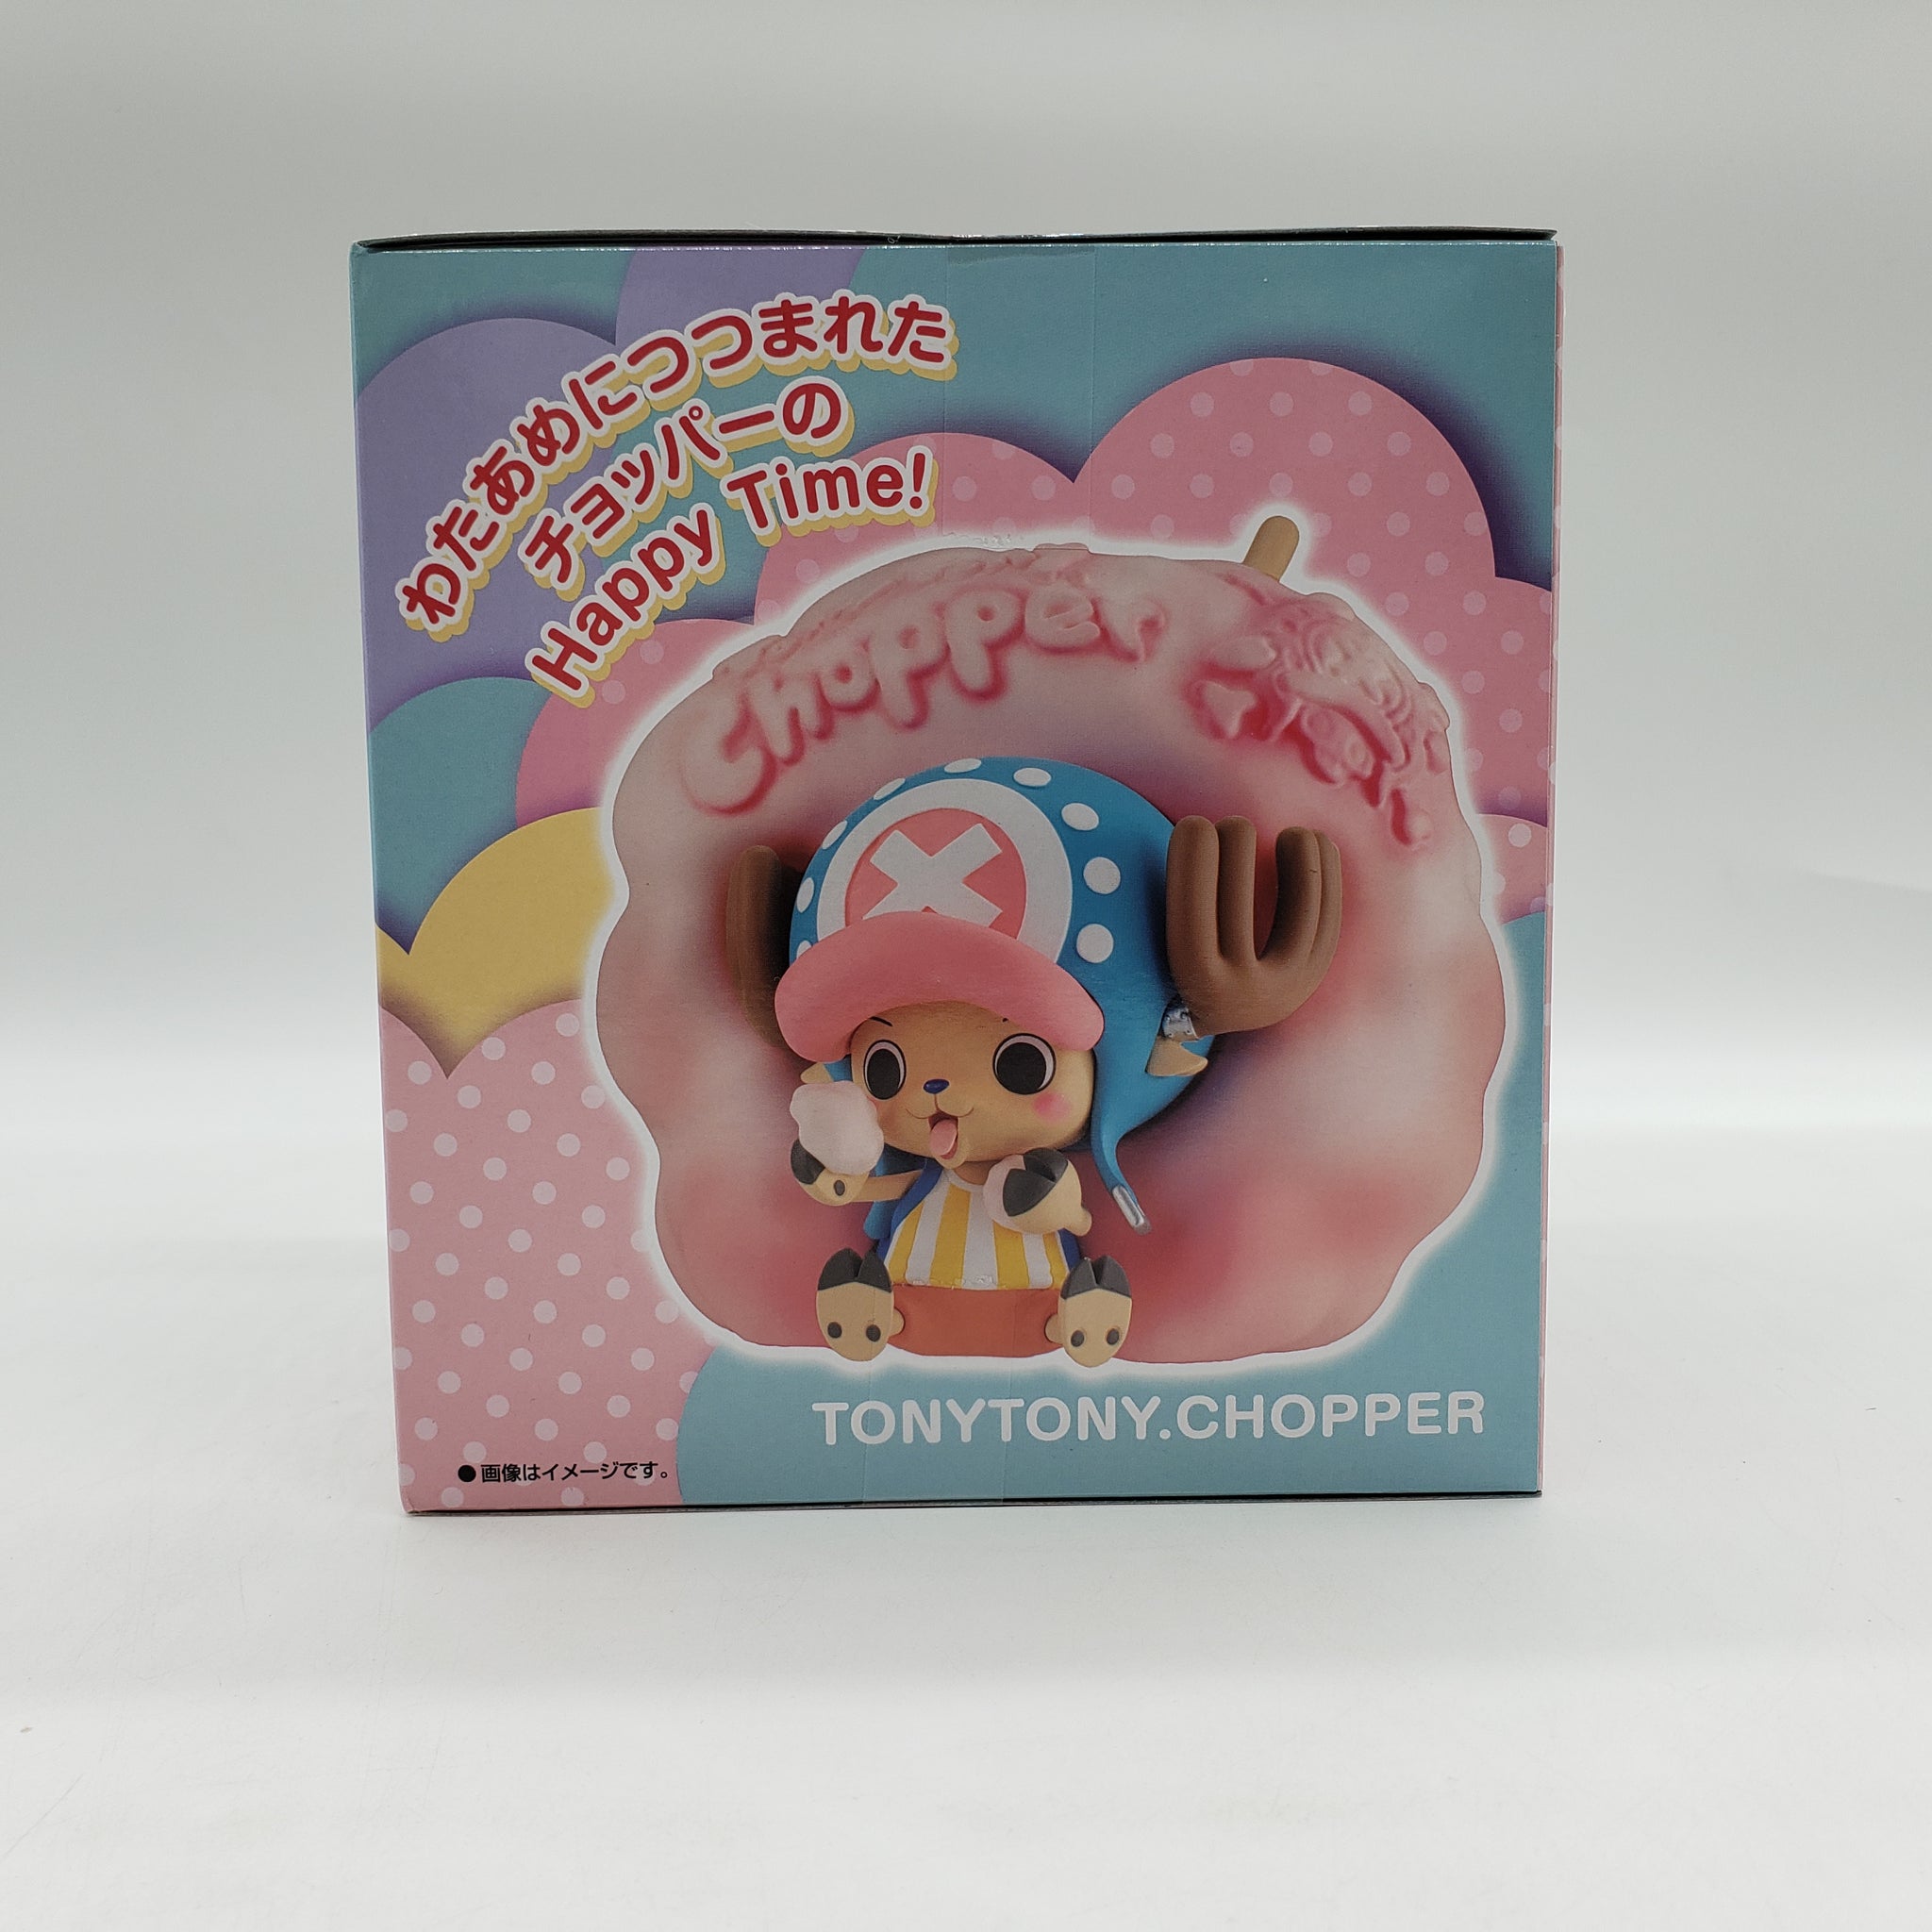 わたあめにつつまれた
チョッパーの
Happy Time!
Chopper
TONYTONY.CHOPPER
●画像はイメージです。